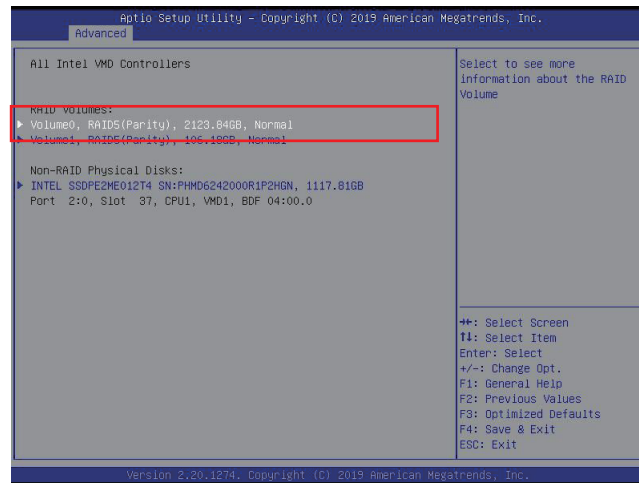 Aptio Setup Utility – Copyright (C) 2019 American Megatrends, Inc.
Advanced
All Intel VMD Controllers
RAID Volumes:
Volume0, RAID5(Parity), 2123.84GB, Normal
Volume1, RAID5(Parity), 106.18GB, Normal
Non-RAID Physical Disks:
INTEL SSDPE2ME012T4 SN:PHMD6242000R1P2HGN, 1117.81GB
Port 2:0, Slot 37, CPU1, VMD1, BDF 04:00.0
Select to see more
information about the RAID
Volume
→←: Select Screen
↑↓: Select Item
Enter: Select
+/-: Change Opt.
F1: General Help
F2: Previous Values
F3: Optimized Defaults
F4: Save & Exit
ESC: Exit
Version 2.20.1274. Copyright (C) 2019 American Megatrends, Inc.